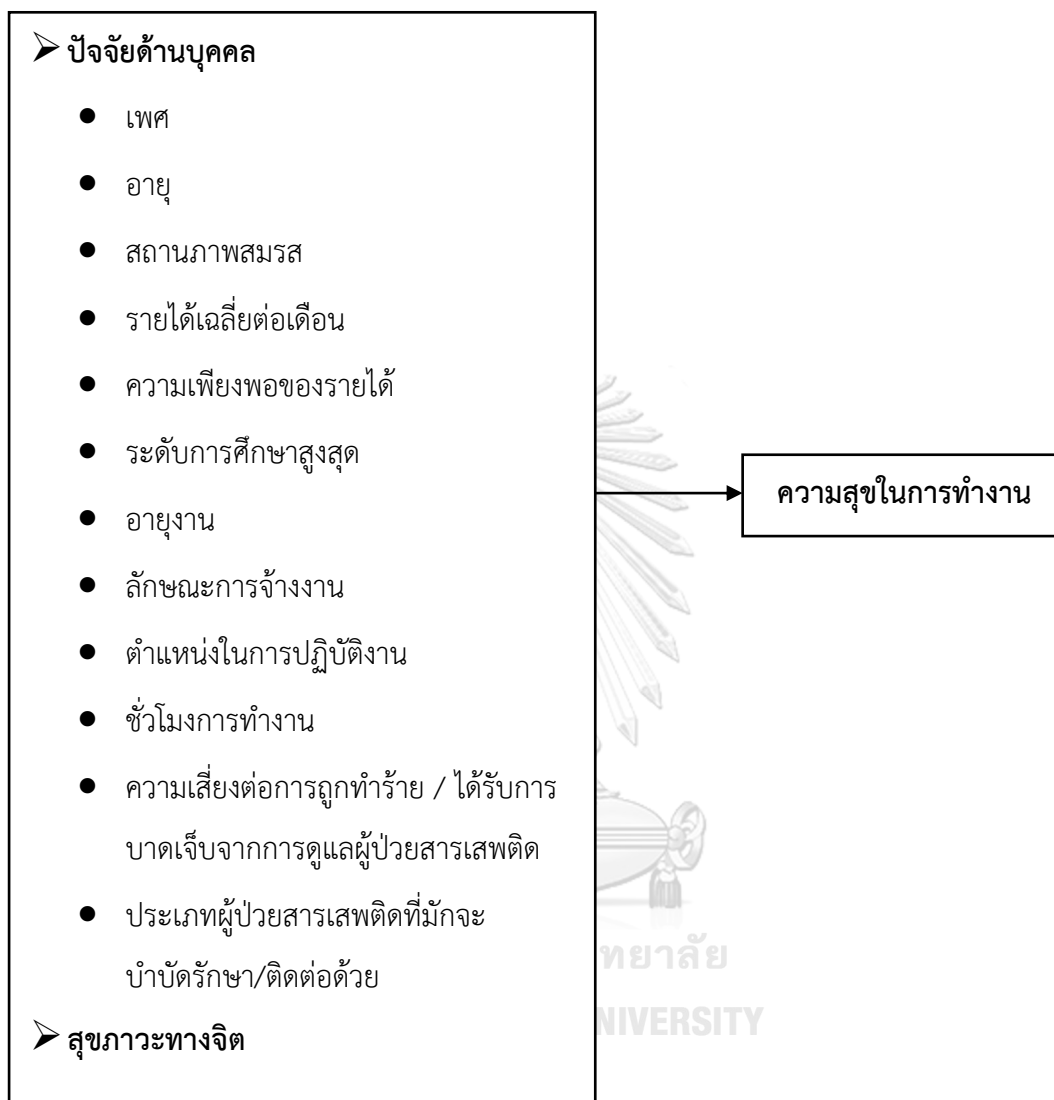 ➢ ปัจจัยด้านบุคคล
● เพศ
● อายุ
● สถานภาพสมรส
● รายได้เฉลี่ยต่อเดือน
● ความเพียงพอของรายได้
● ระดับการศึกษาสูงสุด
● อายุงาน
● ลักษณะการจ้างงาน
● ตำแหน่งในการปฏิบัติงาน
● ชั่วโมงการทำงาน
● ความเสี่ยงต่อการถูกทำร้าย / ได้รับการ
บาดเจ็บจากการดูแลผู้ป่วยสารเสพติด
● ประเภทผู้ป่วยสารเสพติดที่มักจะ
บำบัดรักษา/ติดต่อด้วย
➢ สุขภาวะทางจิต
ความสุขในการทำงาน
ทยาลัย
NIVERSITY